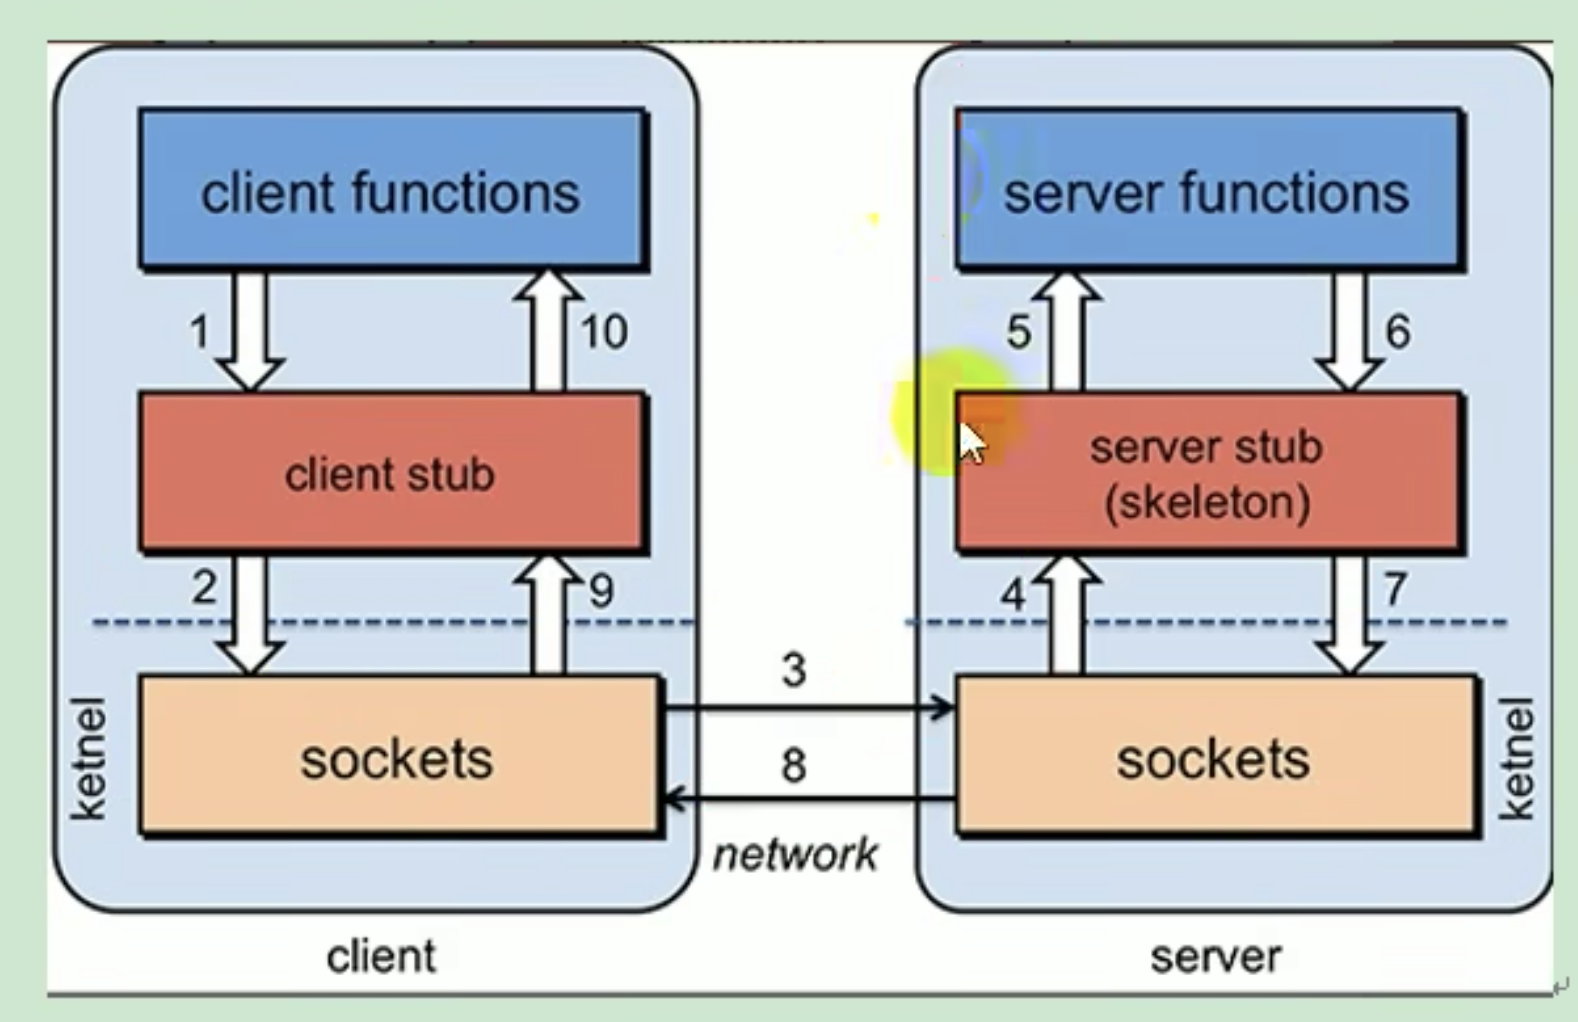 client functions
1
10
client stub
2
9
ketnel
sockets
client
3
8
network
server functions
5
6
server stub
(skeleton)
4
7
sockets
ketnel
server